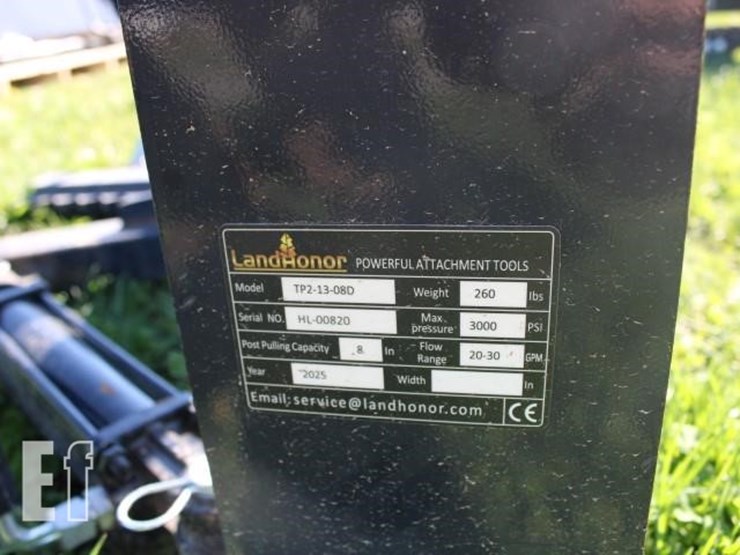 LandHonor POWERFUL ATTACHMENT TOOLS
Model TP2-13-08D Weight 260 lbs
Serial NO. HL-00820 Max. pressure 3000 PSI
Post Pulling Capacity 8 In Flow Range 20-30 GPM
Year 2025 Width In
Email: service@landhonor.com CE
Ef